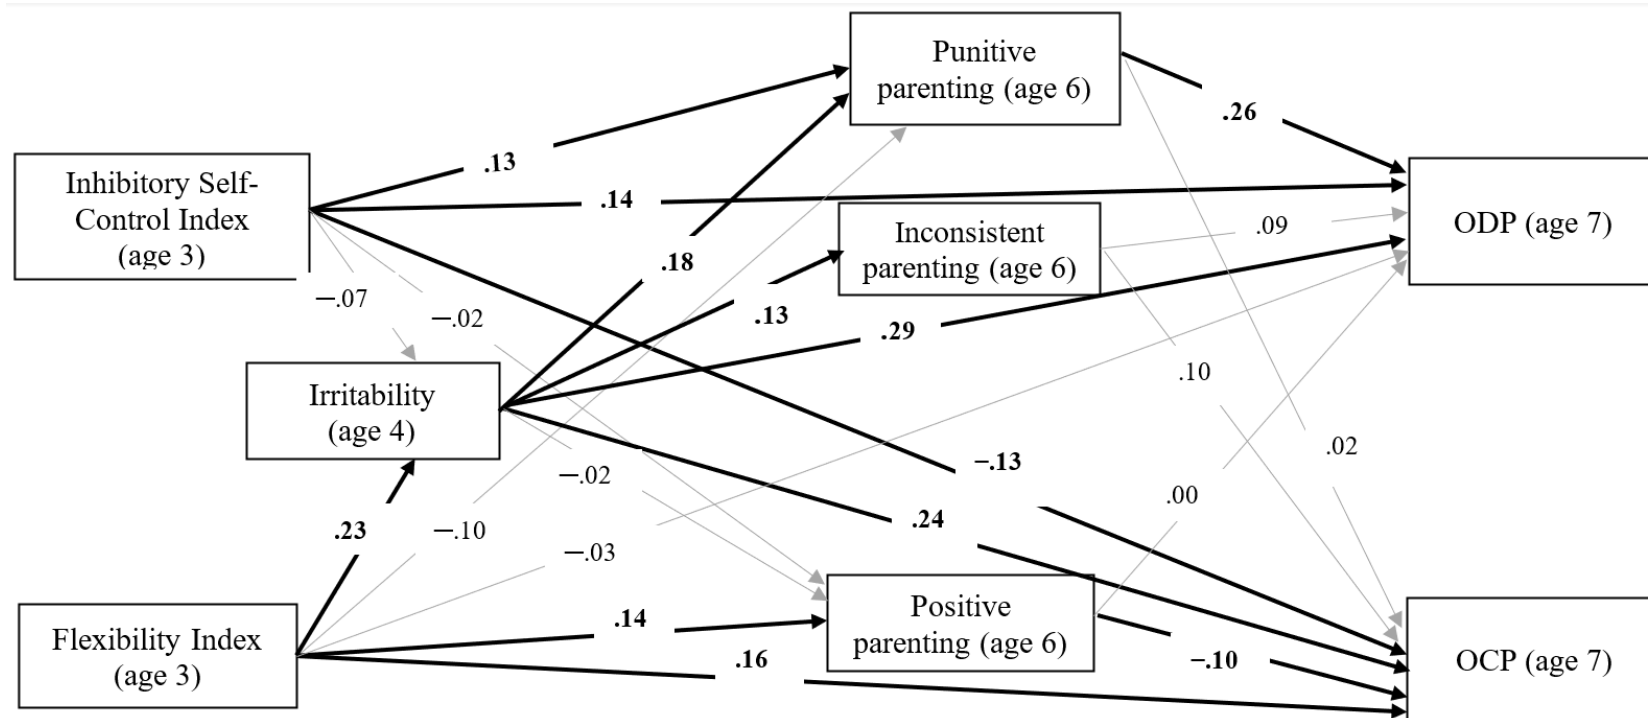 Punitive
parenting (age 6)
.26
Inhibitory Self-
Control Index
(age 3)
.13
.14
ODP (age 7)
Inconsistent
parenting (age 6)
.09
.18
–.07
–.02
.13
.29
.10
Irritability
(age 4)
.02
–.02
–.13
.00
.24
.23
–.10
–.03
Flexibility Index
(age 3)
.14
Positive
parenting (age 6)
.16
–.10
OCP (age 7)